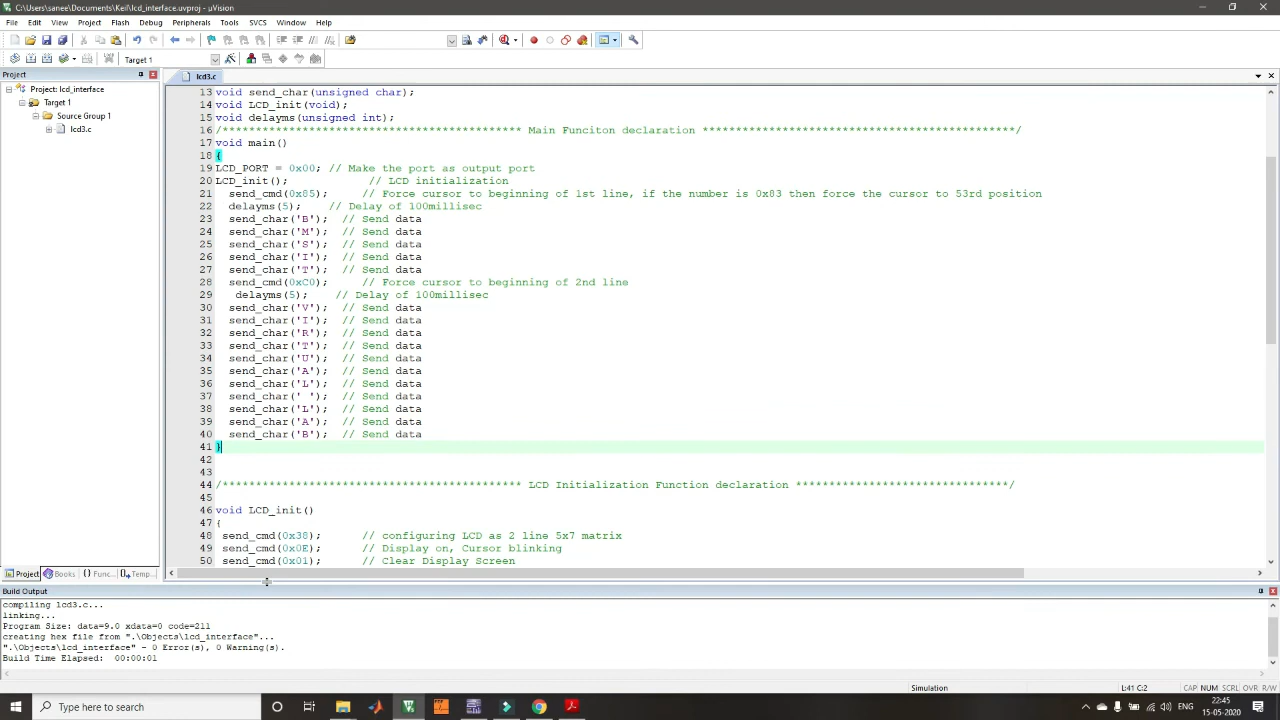 C:\Users\sanee\Documents\Keil\lcd_interface.uvproj - µVision
File Edit View Project Flash Debug Peripherals Tools SVCS Window Help
Target 1
Project
Project: lcd_interface
Target 1
Source Group 1
lcd3.c
lcd3.c
13 void send_char(unsigned char);
14 void LCD_init(void);
15 void delayms(unsigned int);
16 /******************************************** Main Funciton declaration ***********************************************/
17 void main()
18 {
19 LCD_PORT = 0x00; // Make the port as output port
20 LCD_init(); // LCD initialization
21 send_cmd(0x85); // Force cursor to beginning of 1st line, if the number is 0x83 then force the cursor to 53rd position
22 delayms(5); // Delay of 100millisec
23 send_char('B'); // Send data
24 send_char('M'); // Send data
25 send_char('S'); // Send data
26 send_char('I'); // Send data
27 send_char('T'); // Send data
28 send_cmd(0xC0); // Force cursor to beginning of 2nd line
29 delayms(5); // Delay of 100millisec
30 send_char('V'); // Send data
31 send_char('I'); // Send data
32 send_char('R'); // Send data
33 send_char('T'); // Send data
34 send_char('U'); // Send data
35 send_char('A'); // Send data
36 send_char('L'); // Send data
37 send_char(' '); // Send data
38 send_char('L'); // Send data
39 send_char('A'); // Send data
40 send_char('B'); // Send data
41 }
42
43
44 /******************************************** LCD Initialization Function declaration ********************************/
45
46 void LCD_init()
47 {
48 send_cmd(0x38); // configuring LCD as 2 line 5x7 matrix
49 send_cmd(0x0E); // Display on, Cursor blinking
50 send_cmd(0x01); // Clear Display Screen
Project Books {} Func... Temp...
Build Output
compiling lcd3.c...
linking...
Program Size: data=9.0 xdata=0 code=211
creating hex file from ".\Objects\lcd_interface"...
".\Objects\lcd_interface" - 0 Error(s), 0 Warning(s).
Build Time Elapsed: 00:00:01
Simulation L:41 C:2 CAP NUM SCRL OVR R/W
Type here to search
ENG
22:45
15-05-2020